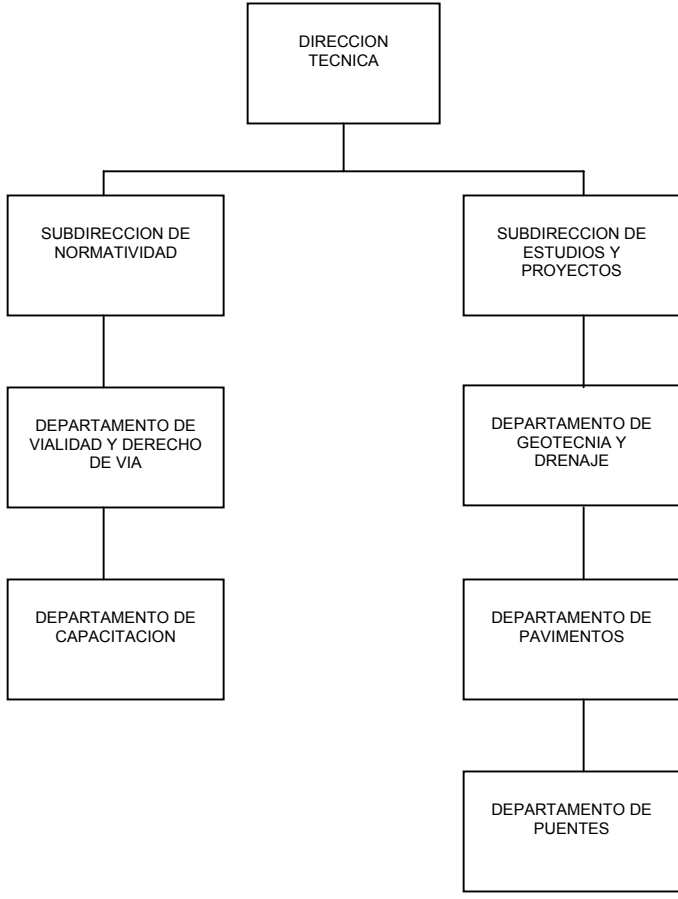 DIRECCION
TECNICA
SUBDIRECCION DE
NORMATIVIDAD
SUBDIRECCION DE
ESTUDIOS Y
PROYECTOS
DEPARTAMENTO DE
VIALIDAD Y DERECHO
DE VIA
DEPARTAMENTO DE
GEOTECNIA Y
DRENAJE
DEPARTAMENTO DE
CAPACITACION
DEPARTAMENTO DE
PAVIMENTOS
DEPARTAMENTO DE
PUENTES